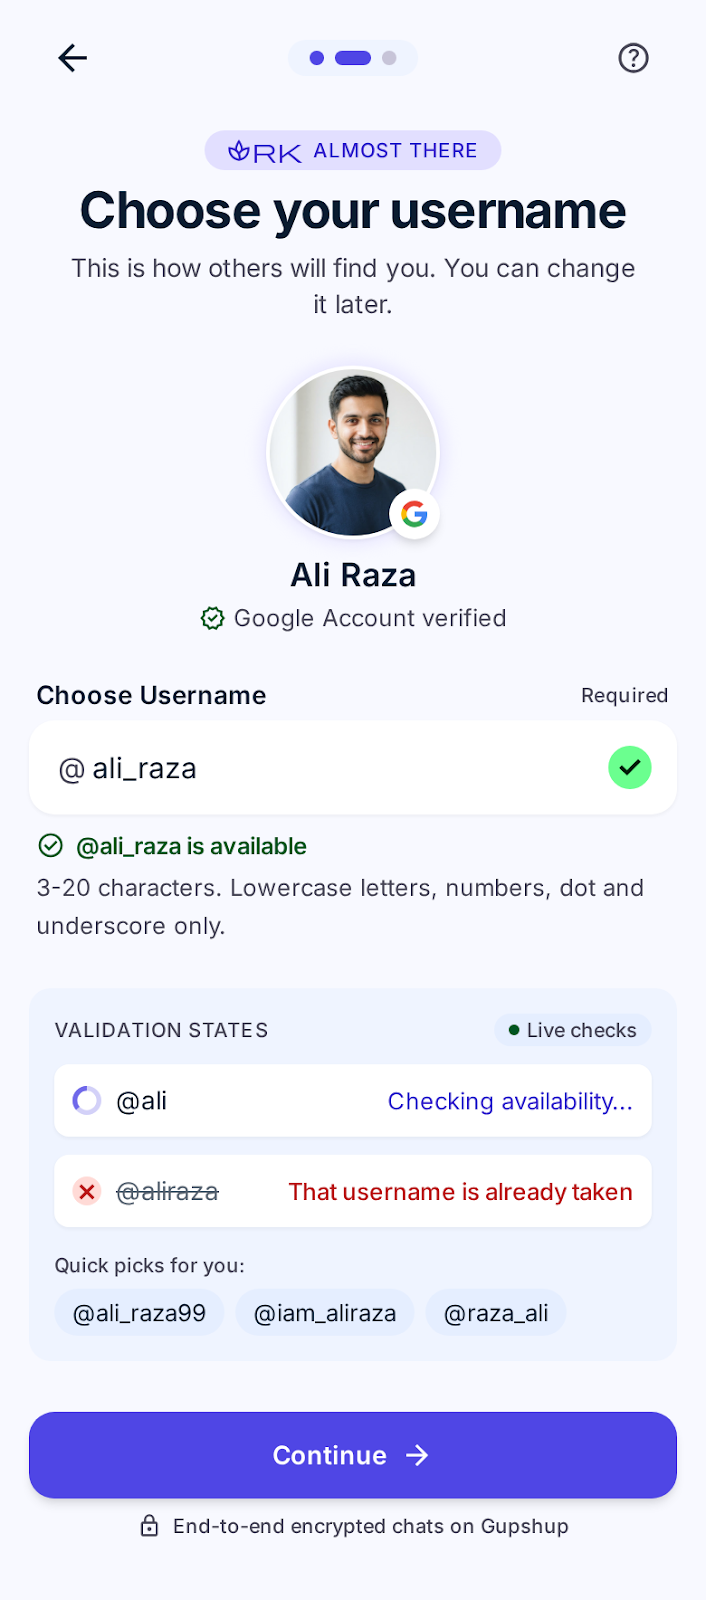 RK ALMOST THERE
Choose your username
This is how others will find you. You can change
it later.
Ali Raza
Google Account verified
Choose Username
Required
@ ali_raza
@ali_raza is available
3-20 characters. Lowercase letters, numbers, dot and
underscore only.
VALIDATION STATES
Live checks
@ali
Checking availability...
@aliraza
That username is already taken
Quick picks for you:
@ali_raza99
@iam_aliraza
@raza_ali
Continue
End-to-end encrypted chats on Gupshup